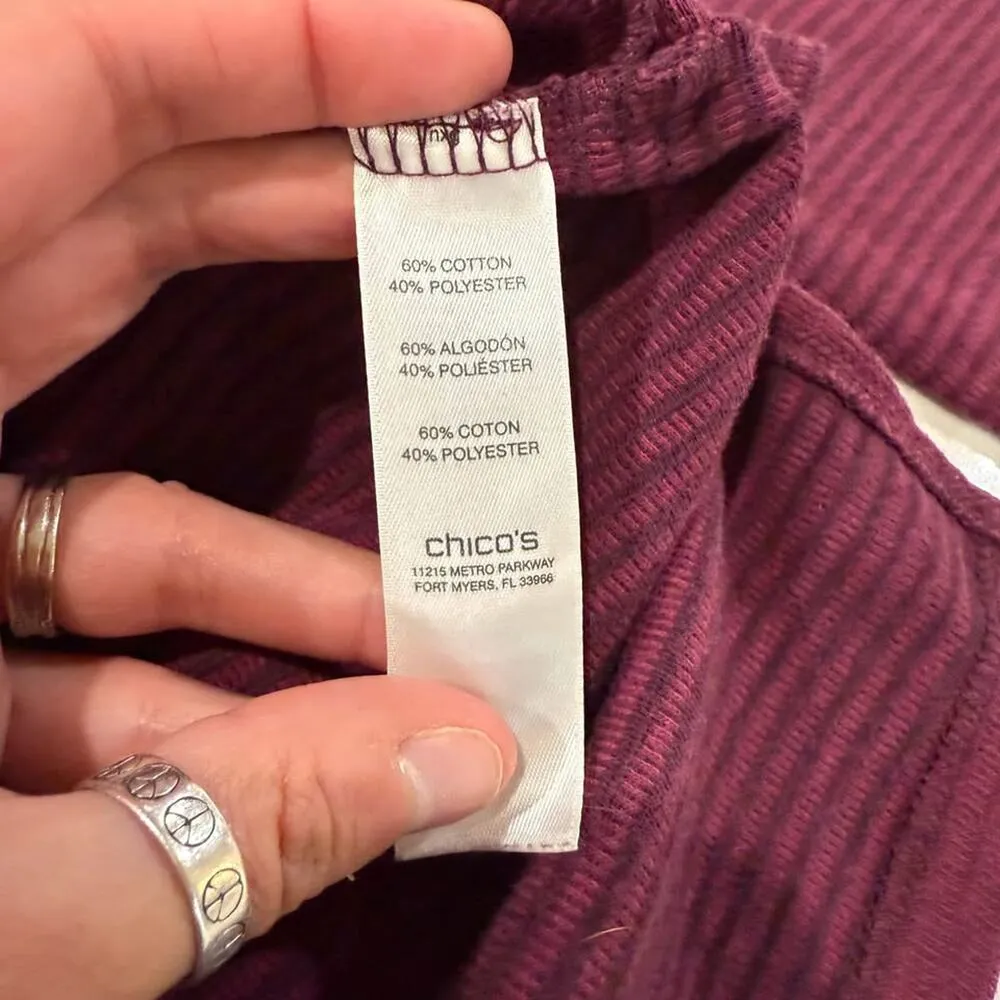 60% COTTON
40% POLYESTER
60% ALGODÓN
40% POLIÉSTER
60% COTON
40% POLYESTER
chico's
11215 METRO PARKWAY
FORT MYERS, FL 33966